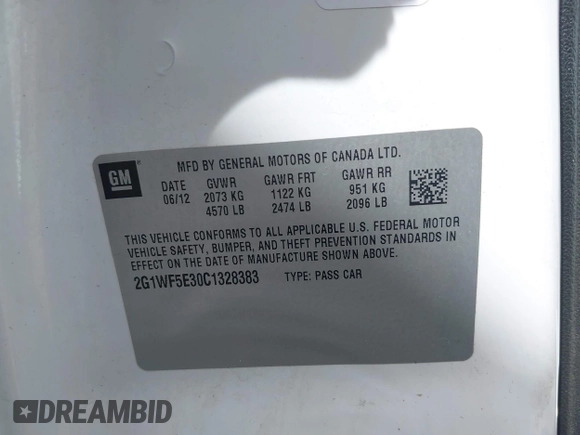 GM
MFD BY GENERAL MOTORS OF CANADA LTD.
DATE GVWR GAWR FRT GAWR RR
06/12 2073 KG 1122 KG 951 KG
4570 LB 2474 LB 2096 LB
THIS VEHICLE CONFORMS TO ALL APPLICABLE U.S. FEDERAL MOTOR
VEHICLE SAFETY, BUMPER, AND THEFT PREVENTION STANDARDS IN
EFFECT ON THE DATE OF MANUFACTURE SHOWN ABOVE.
2G1WF5E30C1328383 TYPE: PASS CAR
DREAMBID